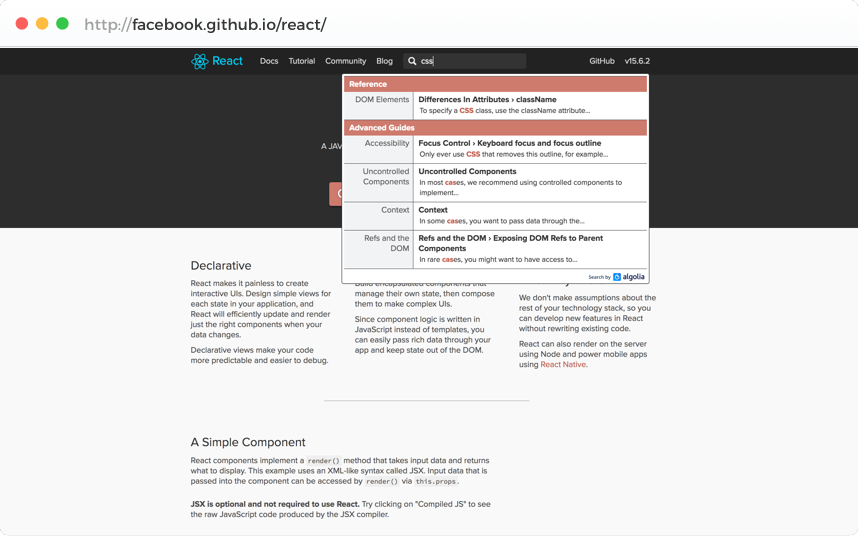 http://facebook.github.io/react/
React Docs Tutorial Community Blog css GitHub v15.6.2
Reference
DOM Elements Differences In Attributes › className
To specify a CSS class, use the className attribute...
Advanced Guides
Accessibility Focus Control › Keyboard focus and focus outline
Only ever use CSS that removes this outline, for example...
Uncontrolled Components
Uncontrolled Components
In most cases, we recommend using controlled components to
implement...
Context Context
In some cases, you want to pass data through the...
Refs and the DOM
Refs and the DOM › Exposing DOM Refs to Parent
Components
In rare cases, you might want to have access to...
Search by algolia
A JAV
Declarative
React makes it painless to create
interactive UIs. Design simple views for
each state in your application, and
React will efficiently update and render
just the right components when your
data changes.
Declarative views make your code
more predictable and easier to debug.
Build encapsulated components that
manage their own state, then compose
them to make complex UIs.
Since component logic is written in
JavaScript instead of templates, you
can easily pass rich data through your
app and keep state out of the DOM.
We don't make assumptions about the
rest of your technology stack, so you
can develop new features in React
without rewriting existing code.
React can also render on the server
using Node and power mobile apps
using React Native.
A Simple Component
React components implement a render() method that takes input data and returns
what to display. This example uses an XML-like syntax called JSX. Input data that is
passed into the component can be accessed by render() via this.props.
JSX is optional and not required to use React. Try clicking on "Compiled JS" to see
the raw JavaScript code produced by the JSX compiler.